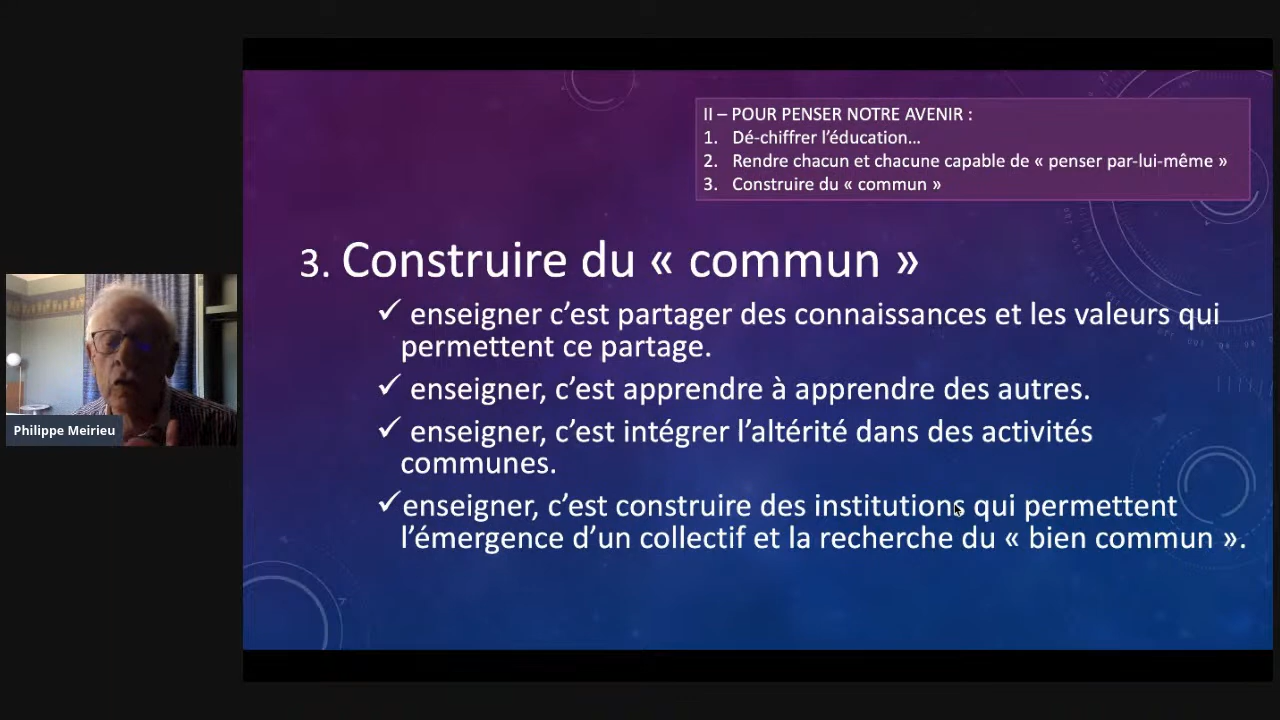 II – POUR PENSER NOTRE AVENIR :
1. Dé-chiffrer l’éducation…
2. Rendre chacun et chacune capable de « penser par-lui-même »
3. Construire du « commun »
3. Construire du « commun »
✓ enseigner c’est partager des connaissances et les valeurs qui
permettent ce partage.
✓ enseigner, c’est apprendre à apprendre des autres.
✓ enseigner, c’est intégrer l’altérité dans des activités
communes.
✓enseigner, c’est construire des institutions qui permettent
l’émergence d’un collectif et la recherche du « bien commun ».
Philippe Meirieu